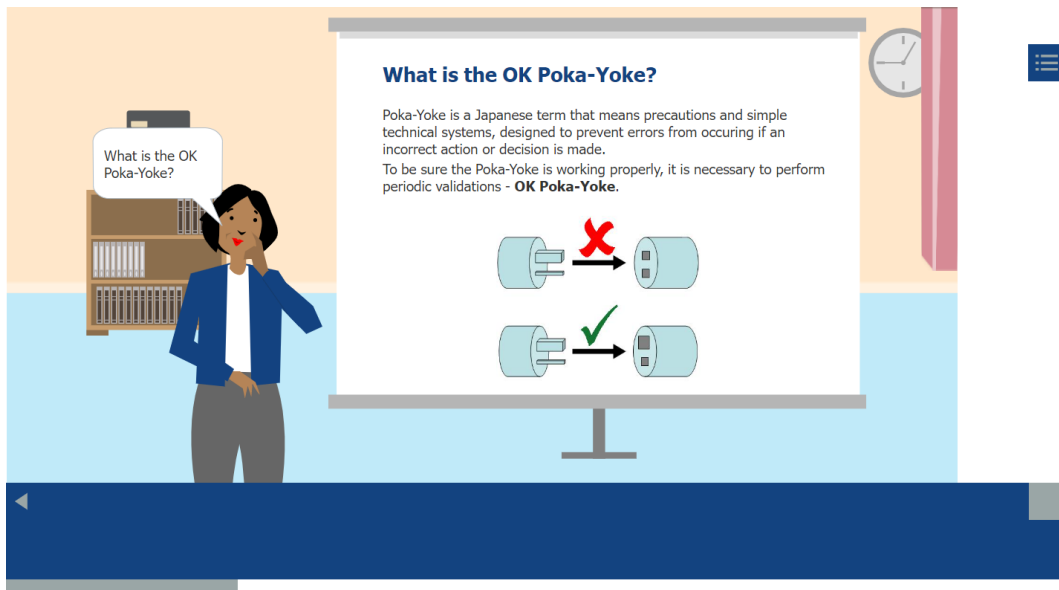 What is the OK Poka-Yoke?
Poka-Yoke is a Japanese term that means precautions and simple
technical systems, designed to prevent errors from occuring if an
incorrect action or decision is made.
To be sure the Poka-Yoke is working properly, it is necessary to perform
periodic validations - OK Poka-Yoke.
What is the OK
Poka-Yoke?